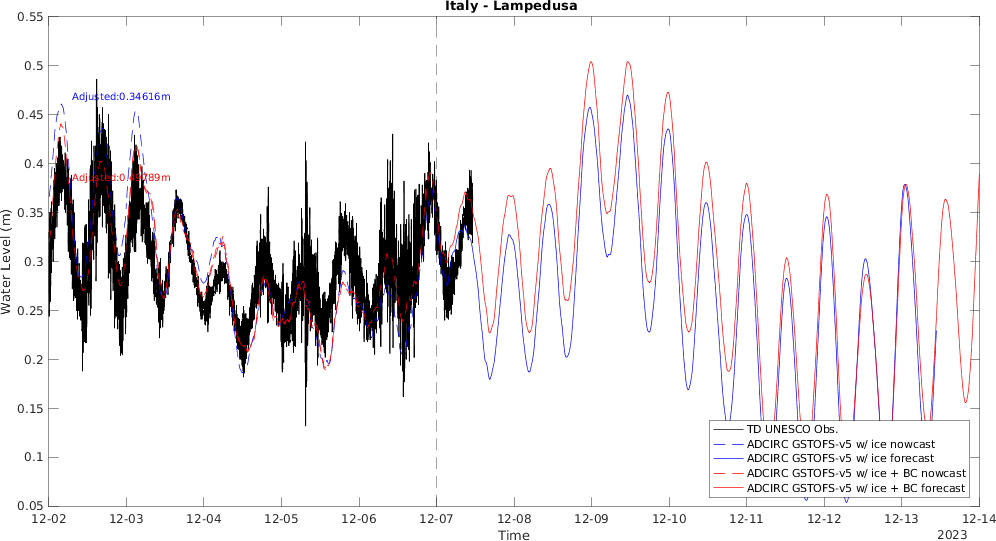 Italy - Lampedusa
Water Level (m)
0.55
0.5
0.45
0.4
0.35
0.3
0.25
0.2
0.15
0.1
0.05
Adjusted:0.34616m
TD UNESCO Obs.
ADCIRC GSTOFS-v5 w/ ice nowcast
ADCIRC GSTOFS-v5 w/ ice forecast
ADCIRC GSTOFS-v5 w/ ice + BC nowcast
ADCIRC GSTOFS-v5 w/ ice + BC forecast
12-02 12-03 12-04 12-05 12-06 12-07 12-08 12-09 12-10 12-11 12-12 12-13 12-14
Time
2023